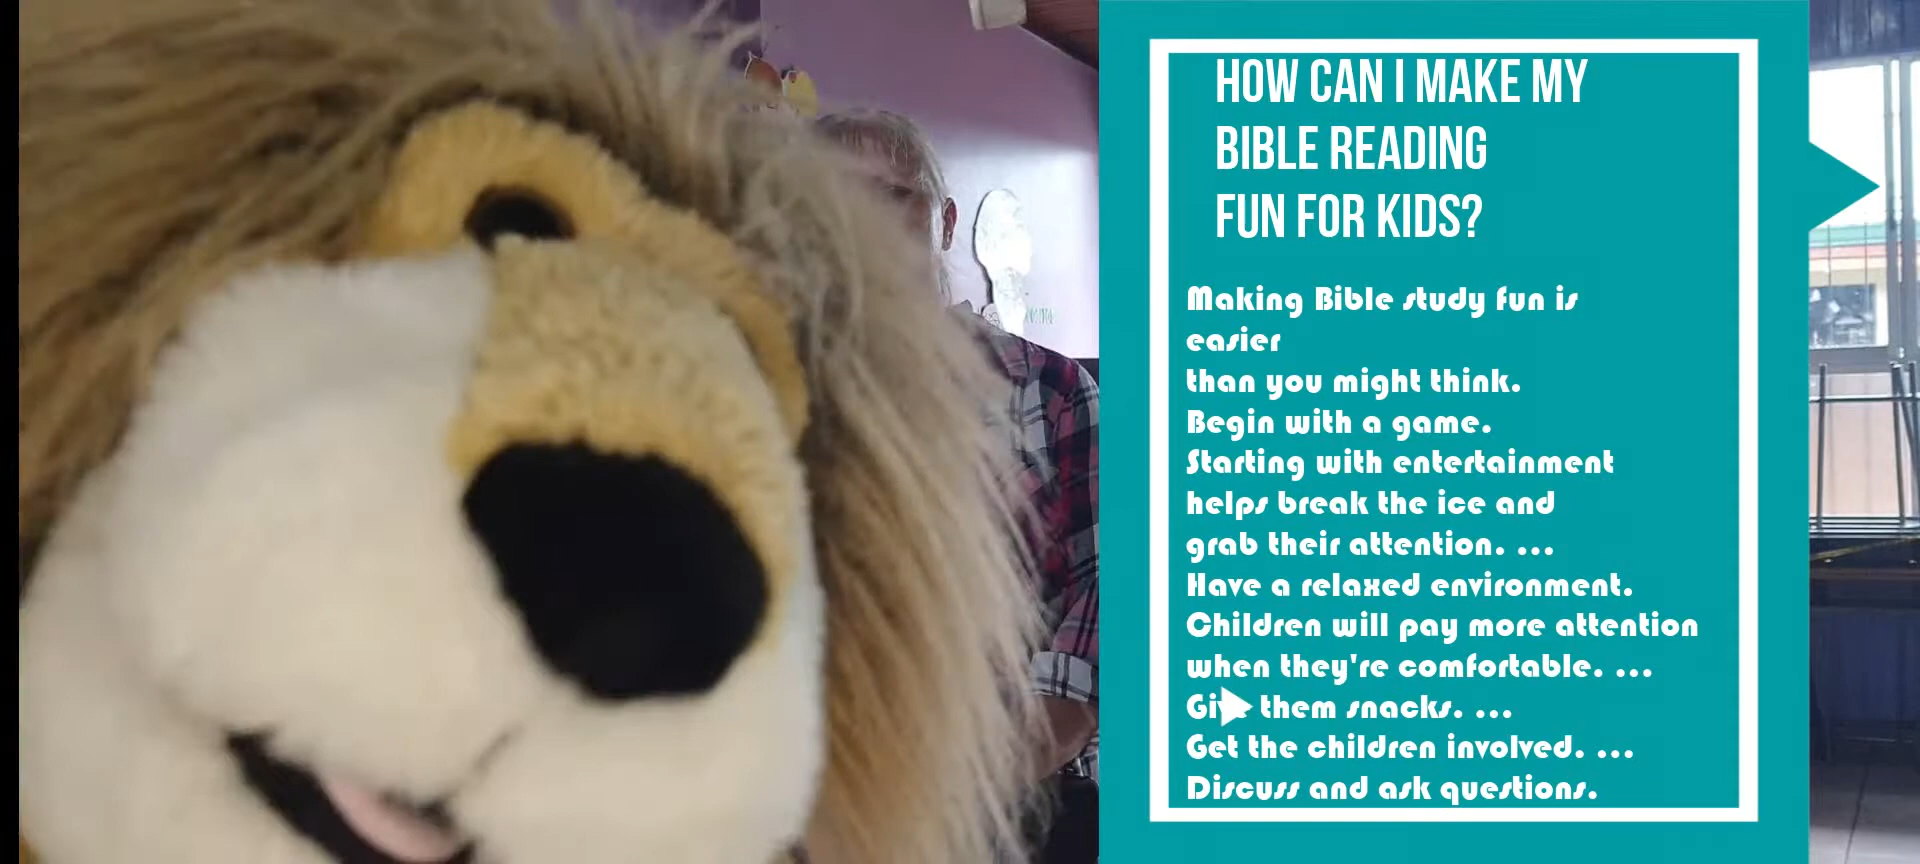 HOW CAN I MAKE MY
BIBLE READING
FUN FOR KIDS?
Making Bible study fun is
easier
than you might think.
Begin with a game.
Starting with entertainment
helps break the ice and
grab their attention. ...
Have a relaxed environment.
Children will pay more attention
when they're comfortable. ...
Give them snacks. ...
Get the children involved. ...
Discuss and ask questions.